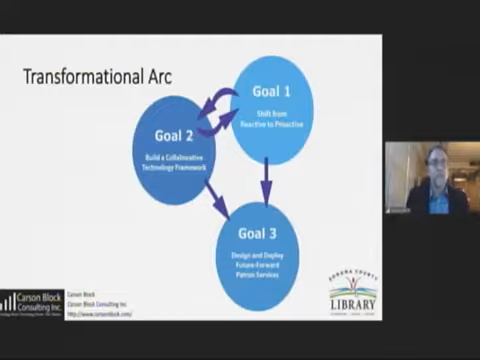 Transformational Arc
Goal 1
Shift from
Reactive to Proactive
Goal 2
Build a Collaborative
Technology Framework
Goal 3
Design and Deploy
Future-Forward
Patron Services
Carson Block
Consulting Inc.
Carson Block
Carson Block Consulting Inc.
http://www.carsonblock.com/
SONOMA COUNTY
LIBRARY